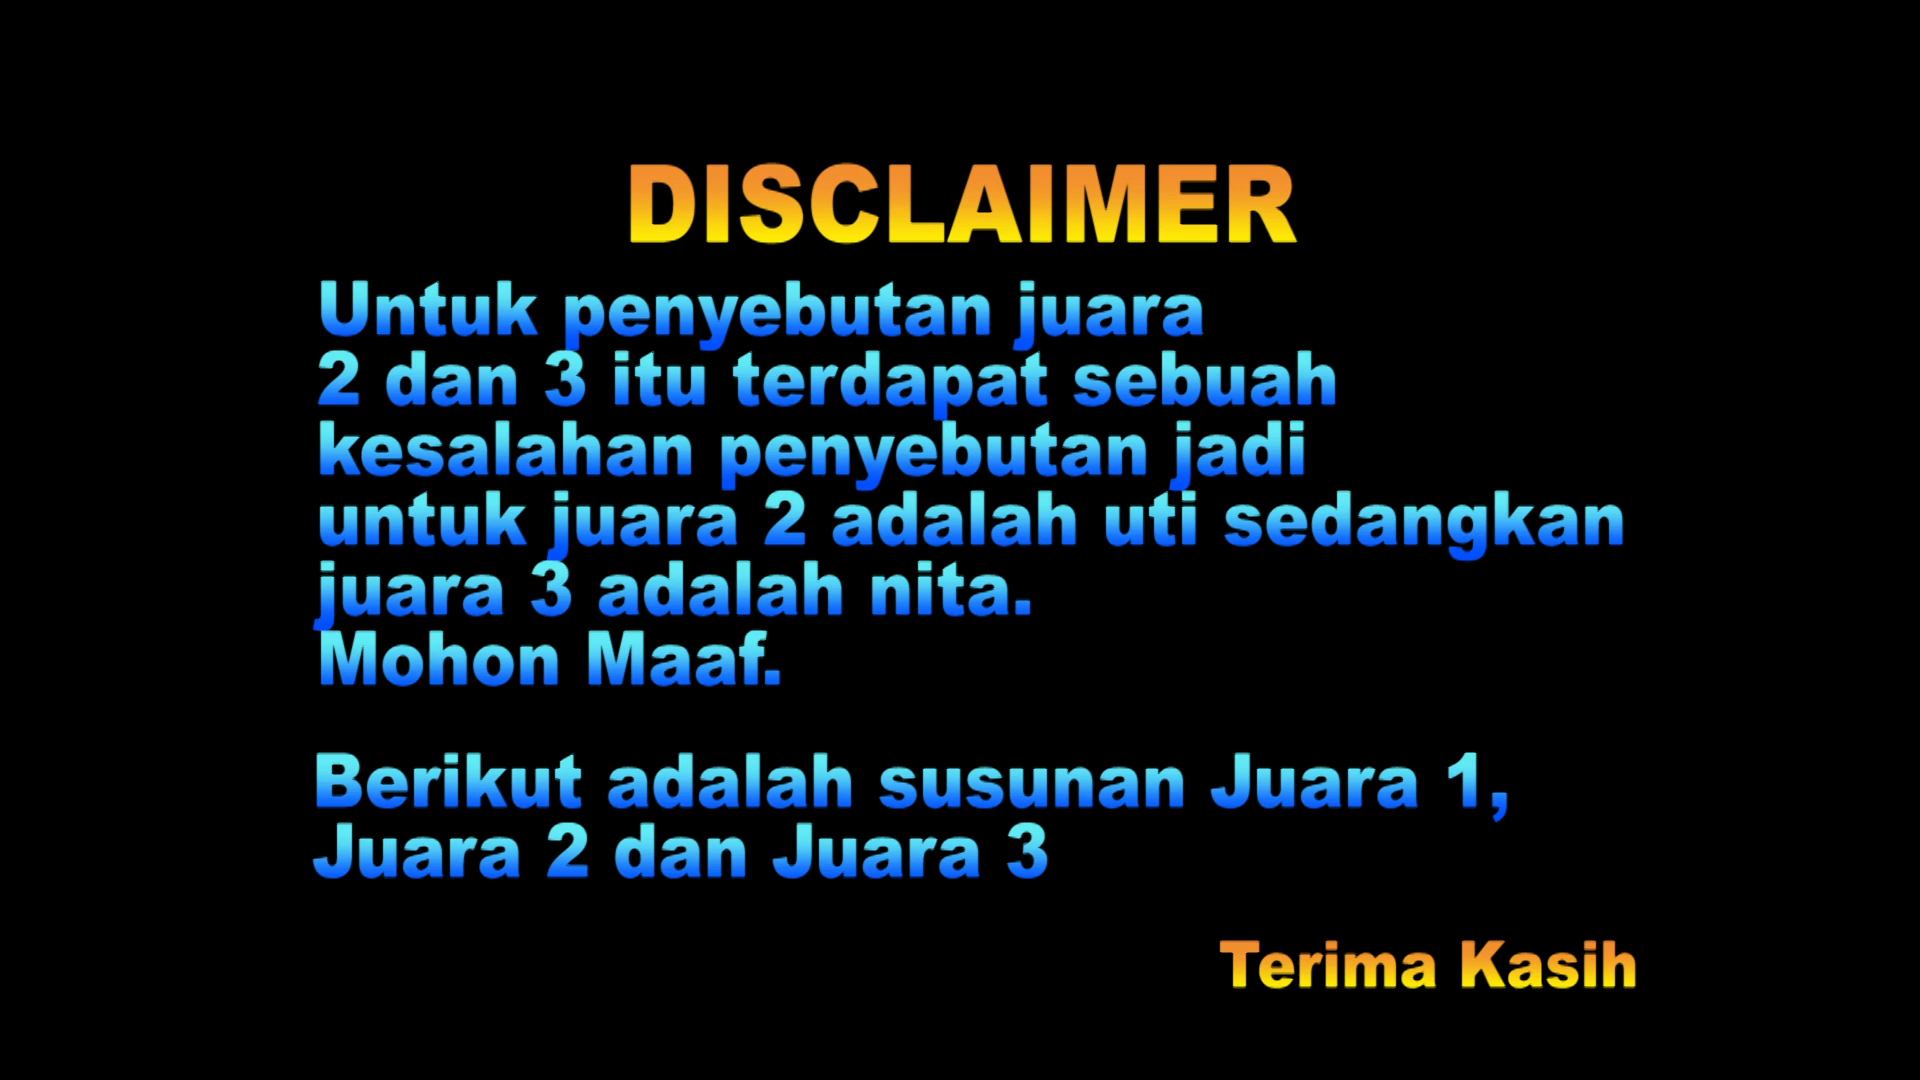 DISCLAIMER
Untuk penyebutan juara
2 dan 3 itu terdapat sebuah
kesalahan penyebutan jadi
untuk juara 2 adalah uti sedangkan
juara 3 adalah nita.
Mohon Maaf.
Berikut adalah susunan Juara 1,
Juara 2 dan Juara 3
Terima Kasih